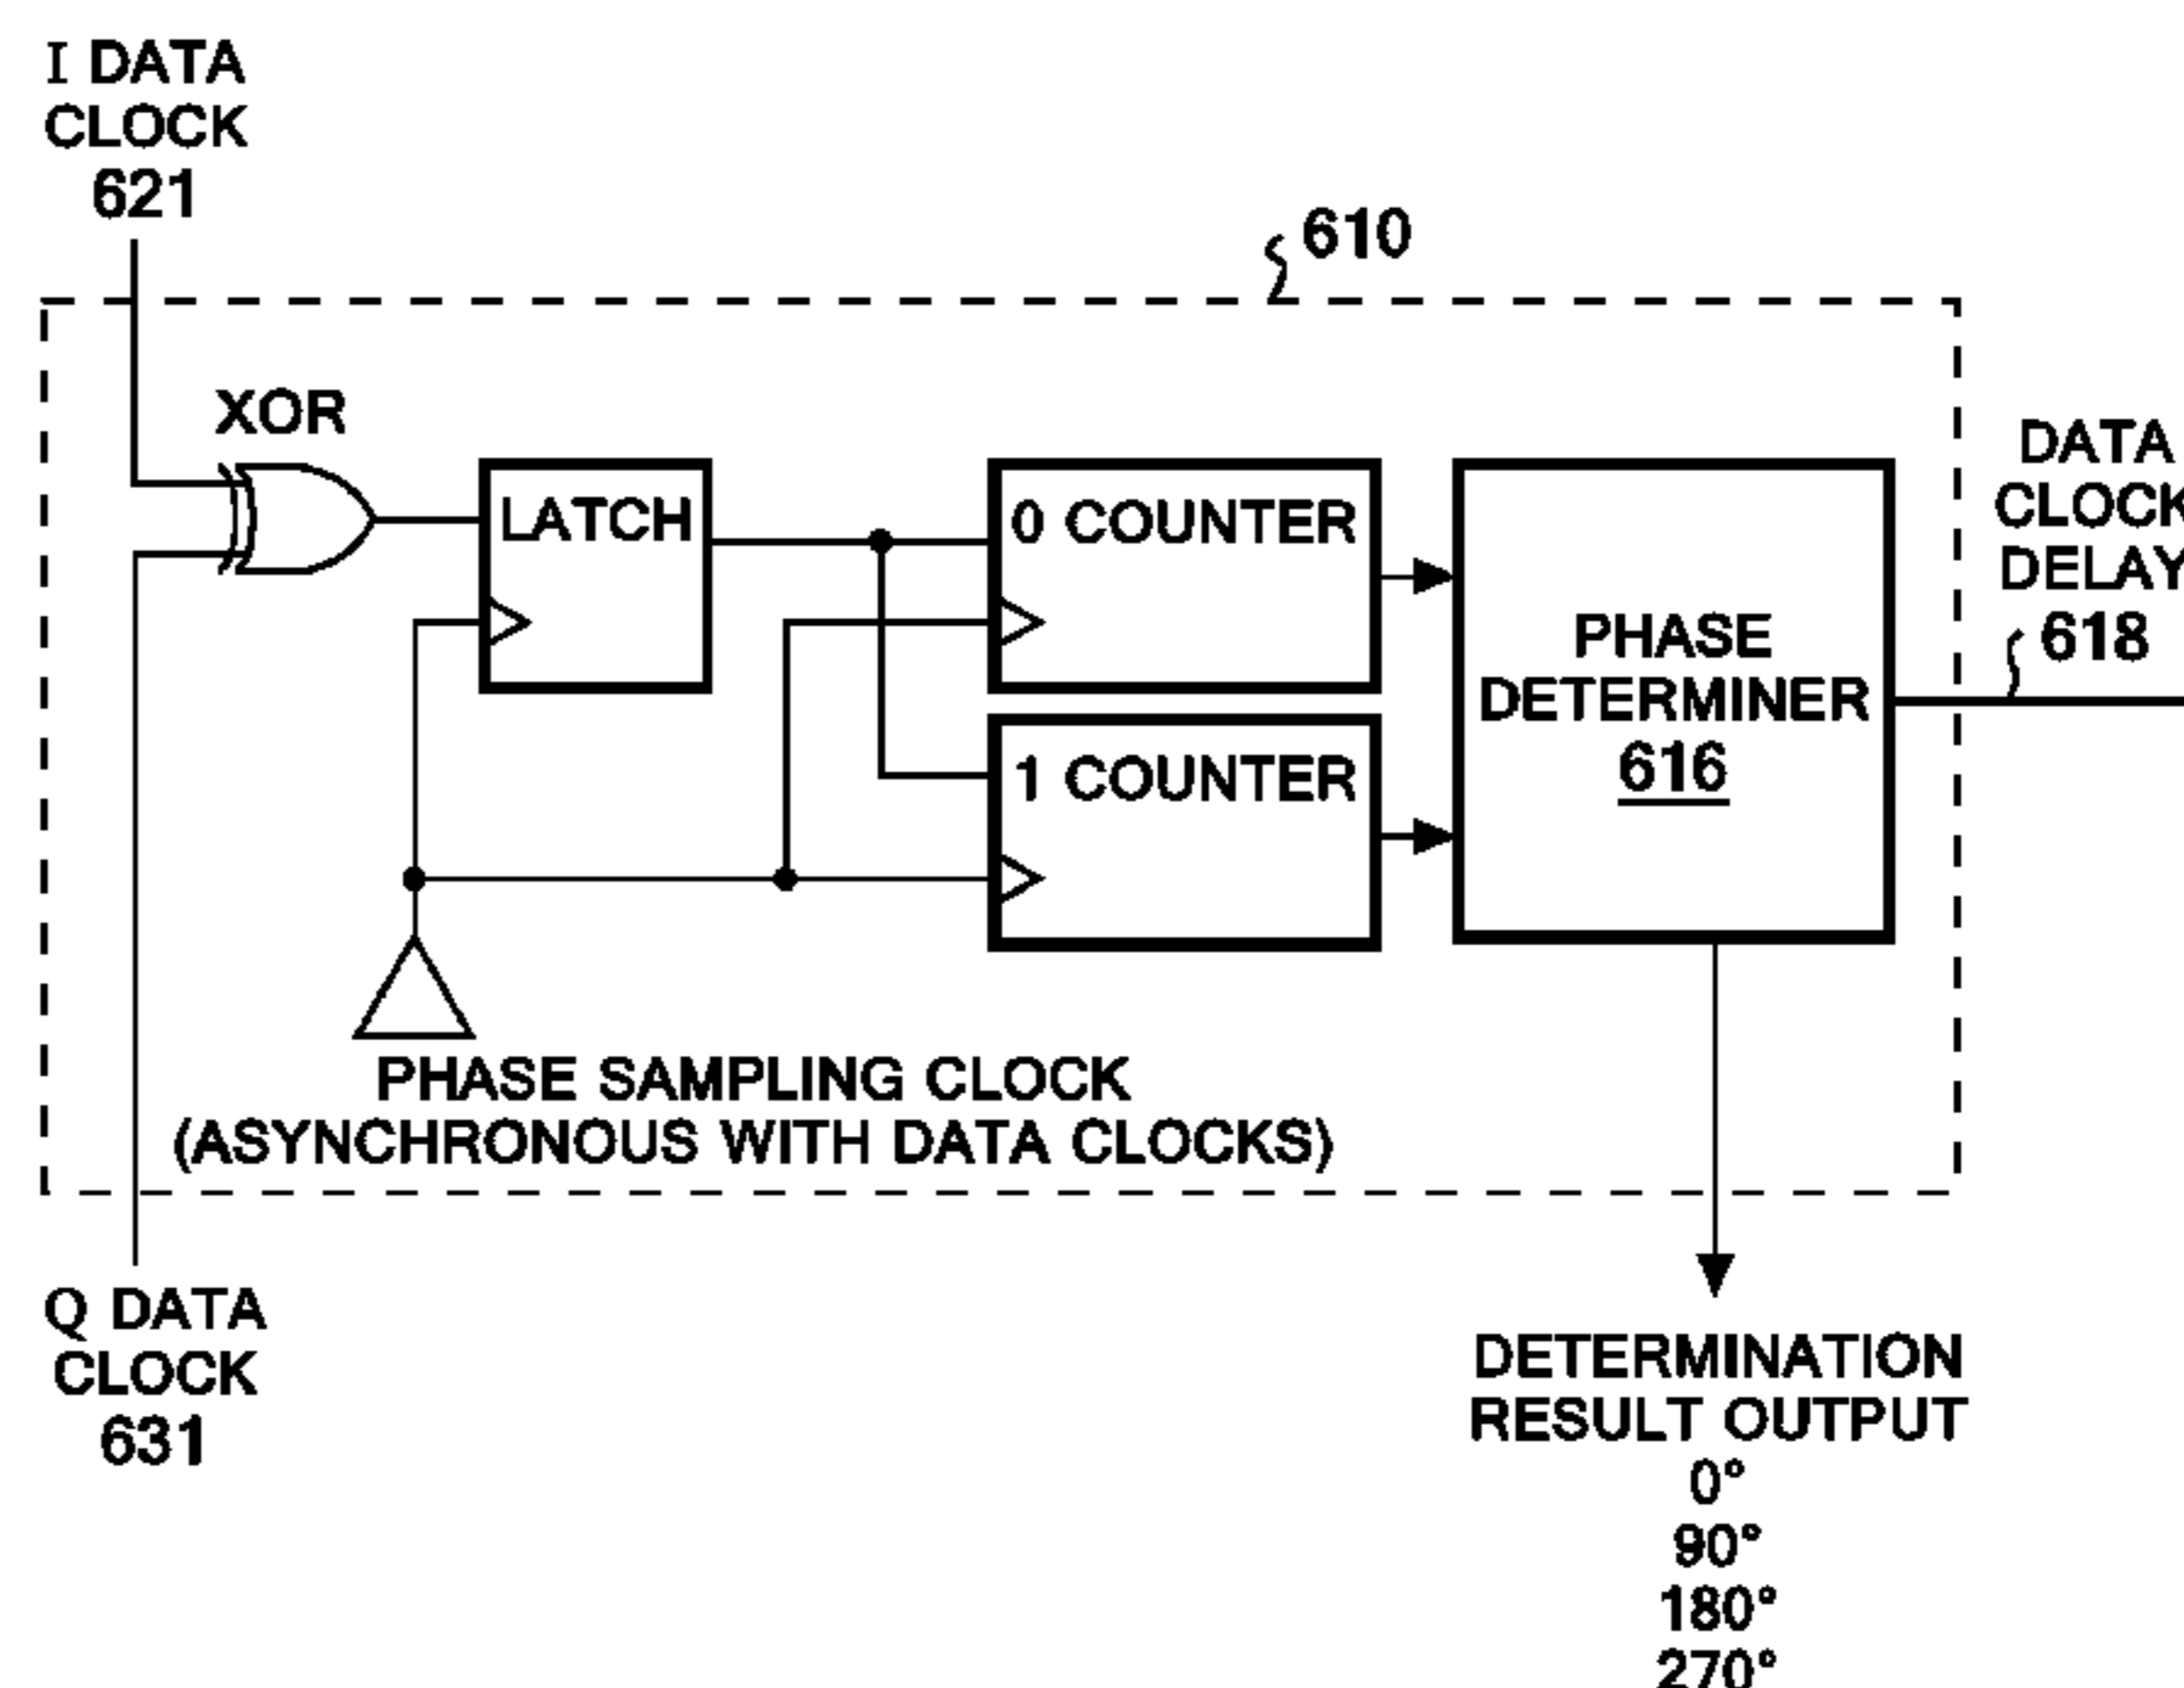 I DATA
CLOCK
621
610
XOR
LATCH
0 COUNTER
1 COUNTER
PHASE
DETERMINER
616
DATA
CLOCK
DELAY
618
PHASE SAMPLING CLOCK
(ASYNCHRONOUS WITH DATA CLOCKS)
Q DATA
CLOCK
631
DETERMINATION
RESULT OUTPUT
0°
90°
180°
270°